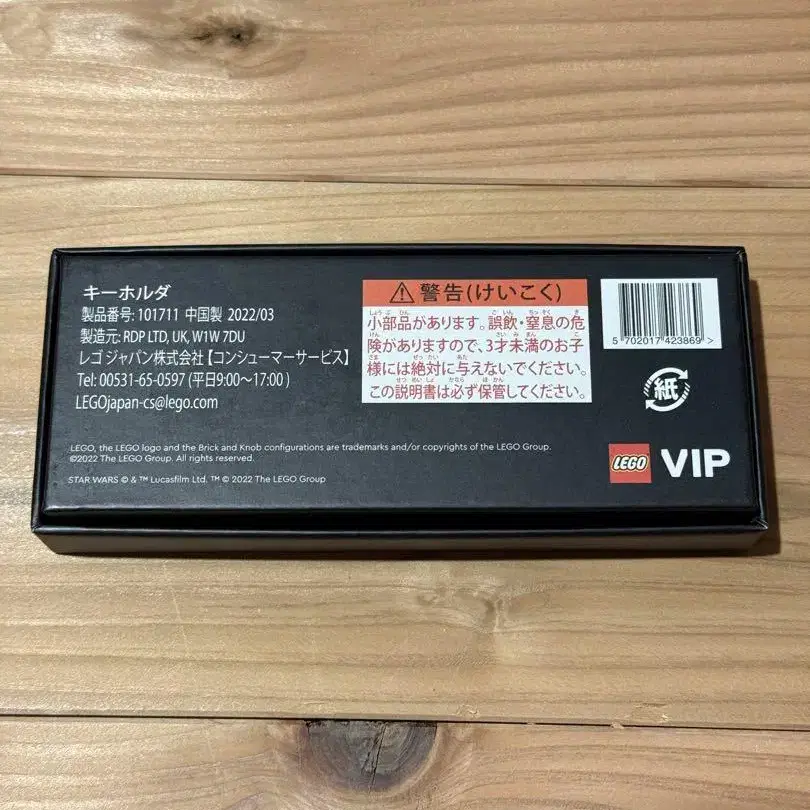 キーホルダ
製品番号: 101711 中国製 2022/03
製造元: RDP LTD, UK, W1W 7DU
レゴ ジャパン株式会社【コンシューマーサービス】
Tel: 00531-65-0597 (平日9:00～17:00 )
LEGOjapan-cs@lego.com
LEGO, the LEGO logo and the Brick and Knob configurations are trademarks and/or copyrights of the LEGO Group.
©2022 The LEGO Group. All rights reserved.
STAR WARS © & ™ Lucasfilm Ltd. ™ © 2022 The LEGO Group
警告(けいこく)
小部品があります。誤飲・窒息の危
険がありますので、3才未満のお子
様には絶対に与えないでください。
この説明書は必ず保管してください。
5 702017 423869 >
紙
LEGO VIP